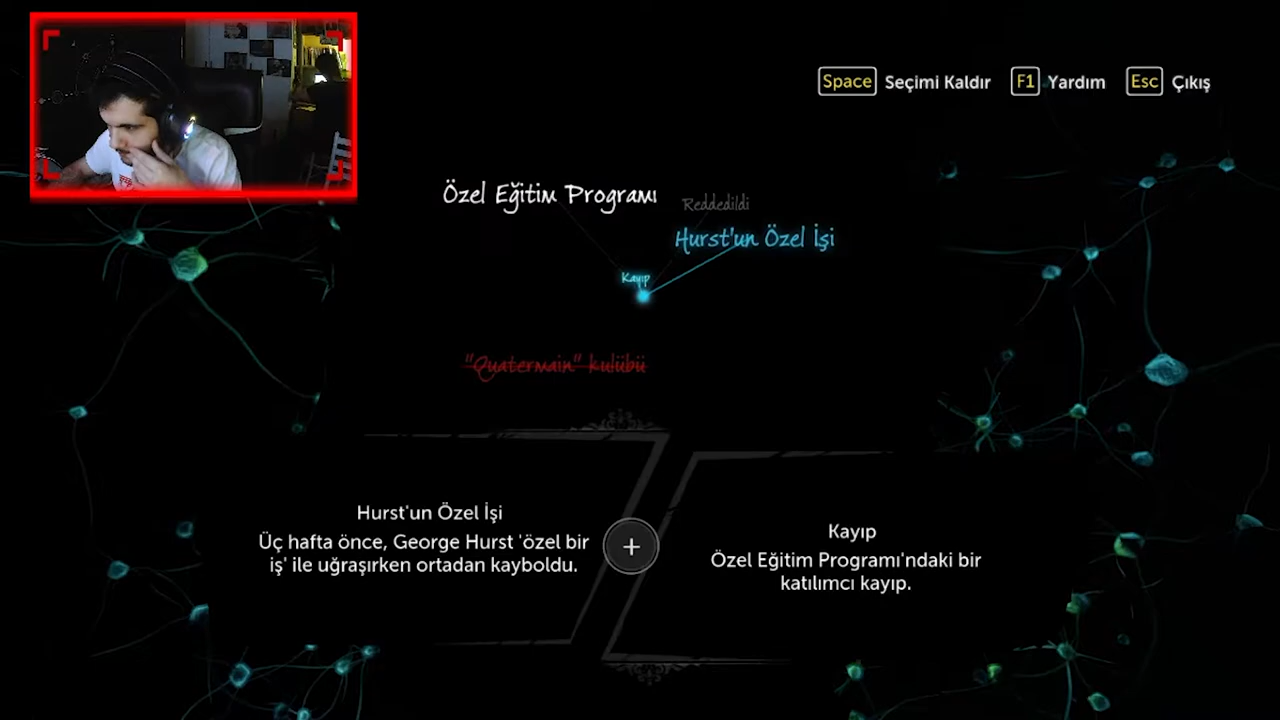 Space Seçimi Kaldır F1 Yardım Esc Çıkış
Özel Eğitim Programı
Reddedildi
Hurst'un Özel İşi
Kayıp
"Quatermain" kulübü
Hurst'un Özel İşi
Üç hafta önce, George Hurst 'özel bir
iş' ile uğraşırken ortadan kayboldu.
+
Kayıp
Özel Eğitim Programı'ndaki bir
katılımcı kayıp.